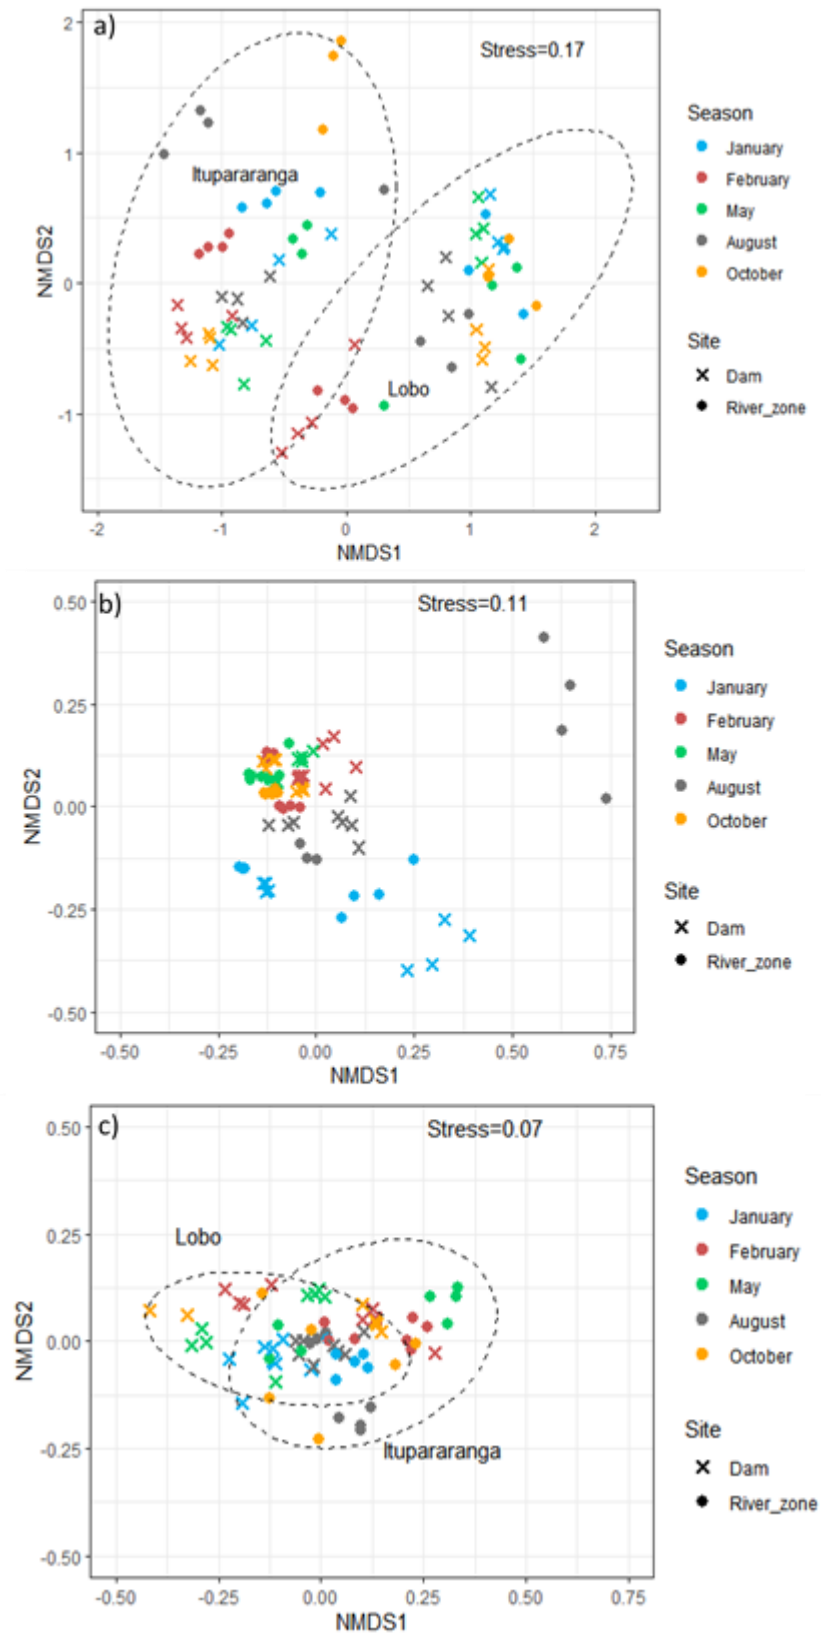 a)
Stress=0.17
Itupararanga
Lobo
2
1
0
-1
-2
-1
0
1
2
NMDS1
NMDS2
Season
January
February
May
August
October
Site
Dam
River_zone
b)
Stress=0.11
0.50
0.25
0.00
-0.25
-0.50
-0.50
-0.25
0.00
0.25
0.50
0.75
NMDS1
NMDS2
Season
January
February
May
August
October
Site
Dam
River_zone
c)
Stress=0.07
Lobo
Itupararanga
0.50
0.25
0.00
-0.25
-0.50
-0.50
-0.25
0.00
0.25
0.50
0.75
NMDS1
NMDS2
Season
January
February
May
August
October
Site
Dam
River_zone